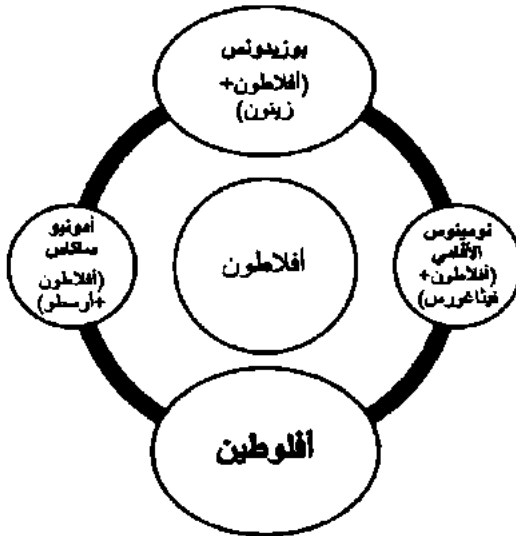 بوزيدونس
(أفلاطون+
زينون)
نومينوس
الأفامي
(أفلاطون+
فيثاغورس)
أفلاطون
أمونيو
ساكاس
(أفلاطون
+أرسطو)
أفلوطين